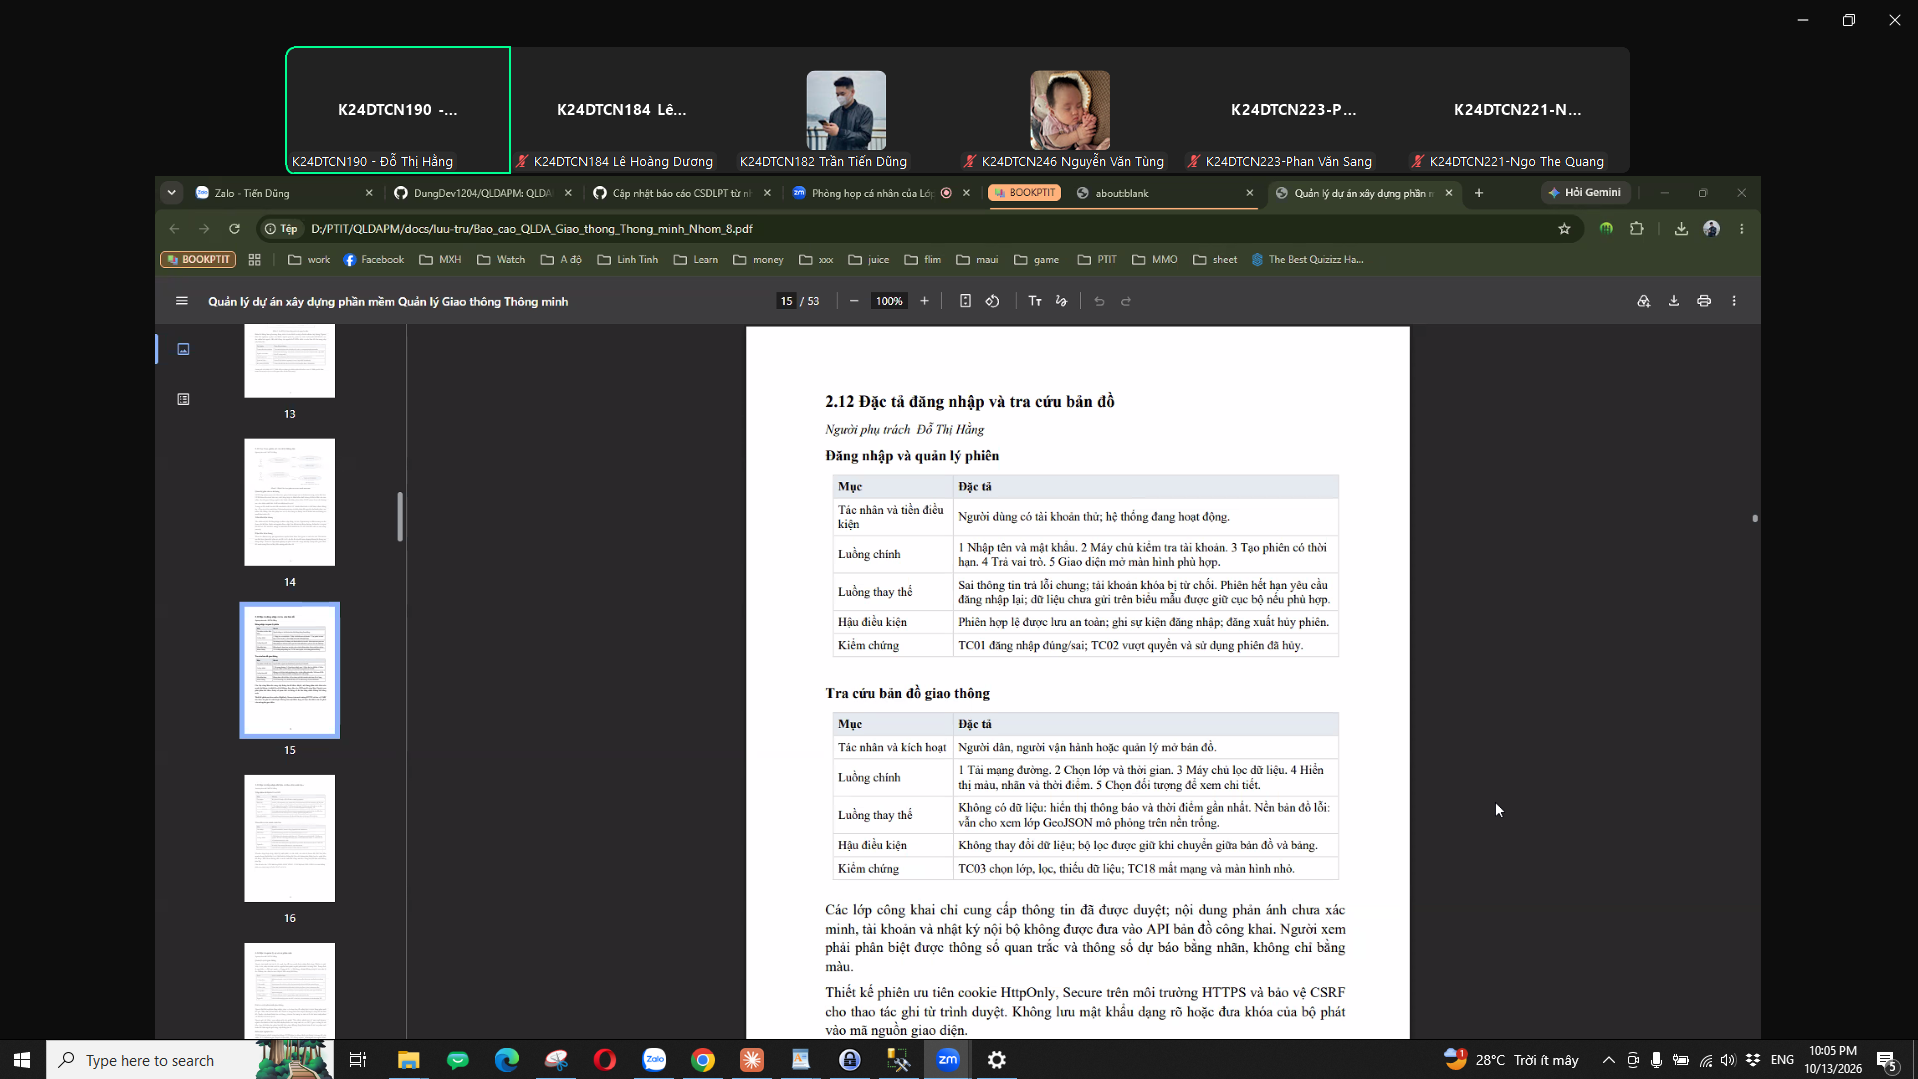 K24DTCN190 -...
K24DTCN184 Lê...
K24DTCN223-P...
K24DTCN221-N...
K24DTCN190 - Đỗ Thị Hằng
K24DTCN184 Lê Hoàng Dương
K24DTCN182 Trần Tiến Dũng
K24DTCN246 Nguyễn Văn Tùng
K24DTCN223-Phan Văn Sang
K24DTCN221-Ngo The Quang
Zalo - Tiến Dũng
DungDev1204/QLDAPM: QLDA
Cập nhật báo cáo CSDLPT từ nh
Phòng họp cá nhân của Lớp
BOOKPTIT
about:blank
Quản lý dự án xây dựng phần m
Hỏi Gemini
Tệp
D:/PTIT/QLDAPM/docs/luu-tru/Bao_cao_QLDA_Giao_thong_Thong_minh_Nhom_8.pdf
BOOKPTIT
work
Facebook
MXH
Watch
A độ
Linh Tinh
Learn
money
xxx
juice
flim
maui
game
PTIT
MMO
sheet
The Best Quizizz Ha...
Quản lý dự án xây dựng phần mềm Quản lý Giao thông Thông minh
15 / 53
100%
13
14
15
16
2.12 Đặc tả đăng nhập và tra cứu bản đồ
Người phụ trách Đỗ Thị Hằng
Đăng nhập và quản lý phiên
Mục
Đặc tả
Tác nhân và tiền điều
kiện
Người dùng có tài khoản thử; hệ thống đang hoạt động.
Luồng chính
1 Nhập tên và mật khẩu. 2 Máy chủ kiểm tra tài khoản. 3 Tạo phiên có thời
hạn. 4 Trả vai trò. 5 Giao diện mở màn hình phù hợp.
Luồng thay thế
Sai thông tin trả lỗi chung; tài khoản khóa bị từ chối. Phiên hết hạn yêu cầu
đăng nhập lại; dữ liệu chưa gửi trên biểu mẫu được giữ cục bộ nếu phù hợp.
Hậu điều kiện
Phiên hợp lệ được lưu an toàn; ghi sự kiện đăng nhập; đăng xuất hủy phiên.
Kiểm chứng
TC01 đăng nhập đúng/sai; TC02 vượt quyền và sử dụng phiên đã hủy.
Tra cứu bản đồ giao thông
Mục
Đặc tả
Tác nhân và kích hoạt
Người dân, người vận hành hoặc quản lý mở bản đồ.
Luồng chính
1 Tải mạng đường. 2 Chọn lớp và thời gian. 3 Máy chủ lọc dữ liệu. 4 Hiển
thị màu, nhãn và thời điểm. 5 Chọn đối tượng để xem chi tiết.
Luồng thay thế
Không có dữ liệu: hiển thị thông báo và thời điểm gần nhất. Nền bản đồ lỗi:
vẫn cho xem lớp GeoJSON mô phỏng trên nền trống.
Hậu điều kiện
Không thay đổi dữ liệu; bộ lọc được giữ khi chuyển giữa bản đồ và bảng.
Kiểm chứng
TC03 chọn lớp, lọc, thiếu dữ liệu; TC18 mất mạng và màn hình nhỏ.
Các lớp công khai chỉ cung cấp thông tin đã được duyệt; nội dung phản ánh chưa xác
minh, tài khoản và nhật ký nội bộ không được đưa vào API bản đồ công khai. Người xem
phải phân biệt được thông số quan trắc và thông số dự báo bằng nhãn, không chỉ bằng
màu.
Thiết kế phiên ưu tiên cookie HttpOnly, Secure trên môi trường HTTPS và bảo vệ CSRF
cho thao tác ghi từ trình duyệt. Không lưu mật khẩu dạng rõ hoặc đưa khóa của bộ phát
vào mã nguồn giao diện.
Type here to search
28°C Trời ít mây
ENG
10:05 PM
10/13/2026